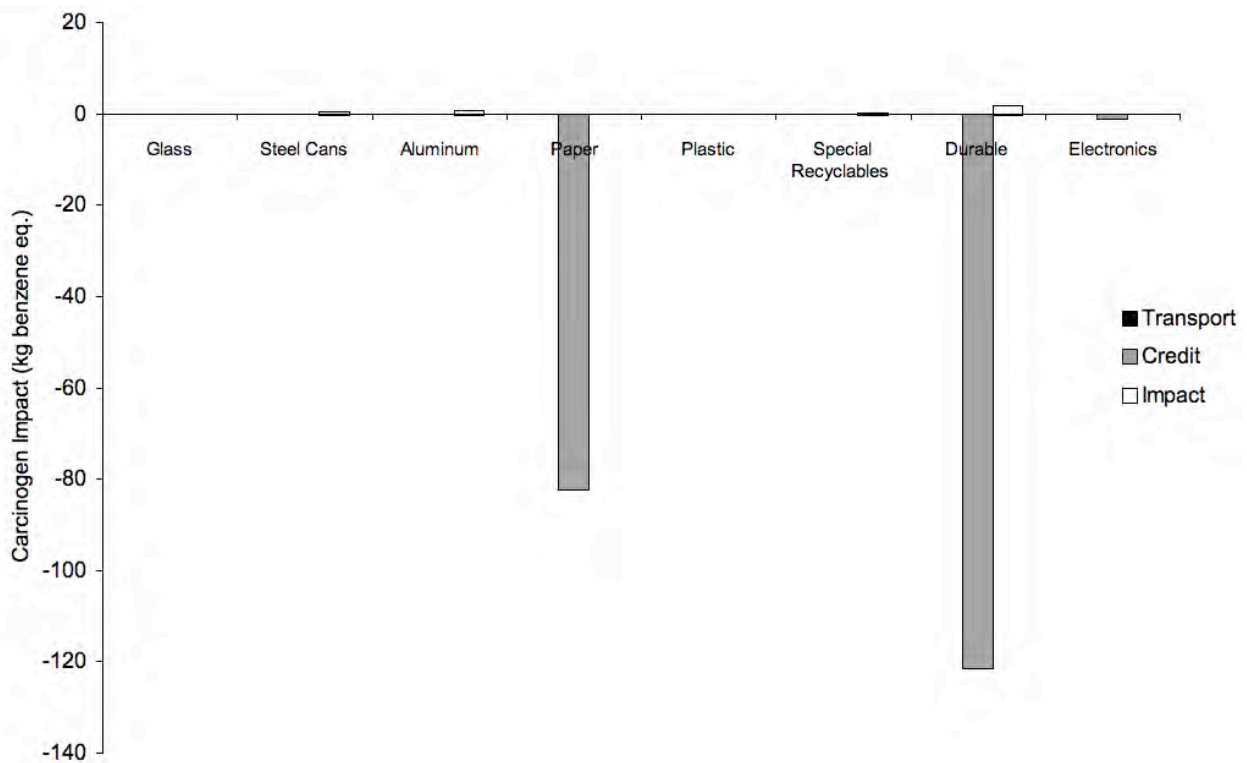 20
0
-20
-40
-60
-80
-100
-120
-140
Carcinogen Impact (kg benzene eq.)
Glass
Steel Cans
Aluminum
Paper
Plastic
Special
Recyclables
Durable
Electronics
Transport
Credit
Impact